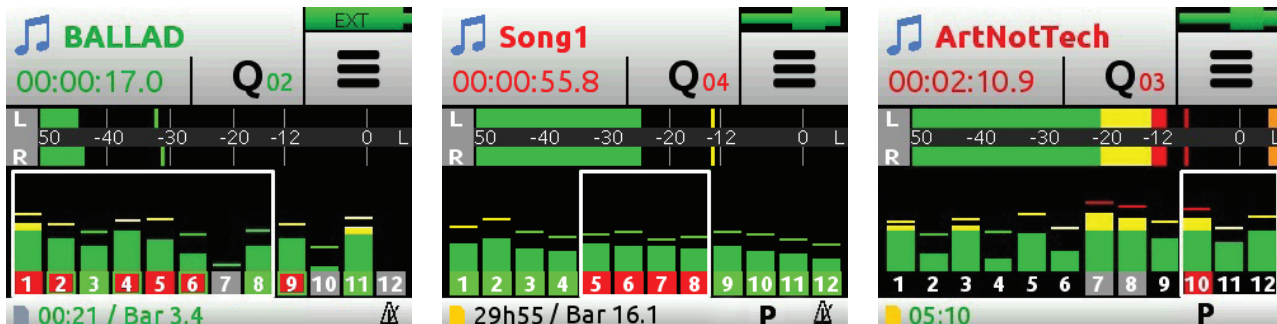 EXT
BALLAD
00:00:17.0 Q02
L
50 -40 -30 -20 -12 0 L
R
1 2 3 4 5 6 7 8 9 10 11 12
00:21 / Bar 3.4
Song1
00:00:55.8 Q04
L
50 -40 -30 -20 -12 0 L
R
1 2 3 4 5 6 7 8 9 10 11 12
29h55 / Bar 16.1 P
ArtNotTech
00:02:10.9 Q03
L
50 -40 -30 -20 -12 0 L
R
1 2 3 4 5 6 7 8 9 10 11 12
05:10 P